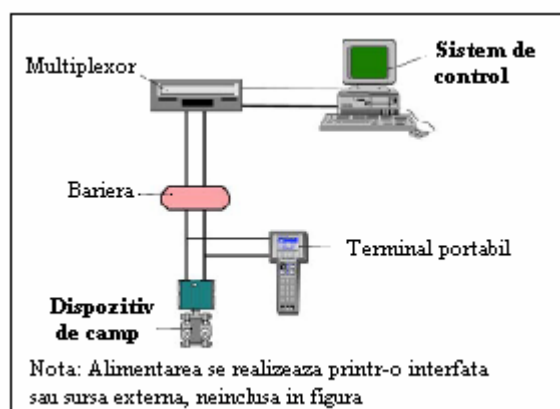 Sistem de
control
Multiplexor
Bariera
Terminal portabil
Dispozitiv
de camp
Nota: Alimentarea se realizeaza printr-o interfata
sau sursa externa, neinclusa in figura